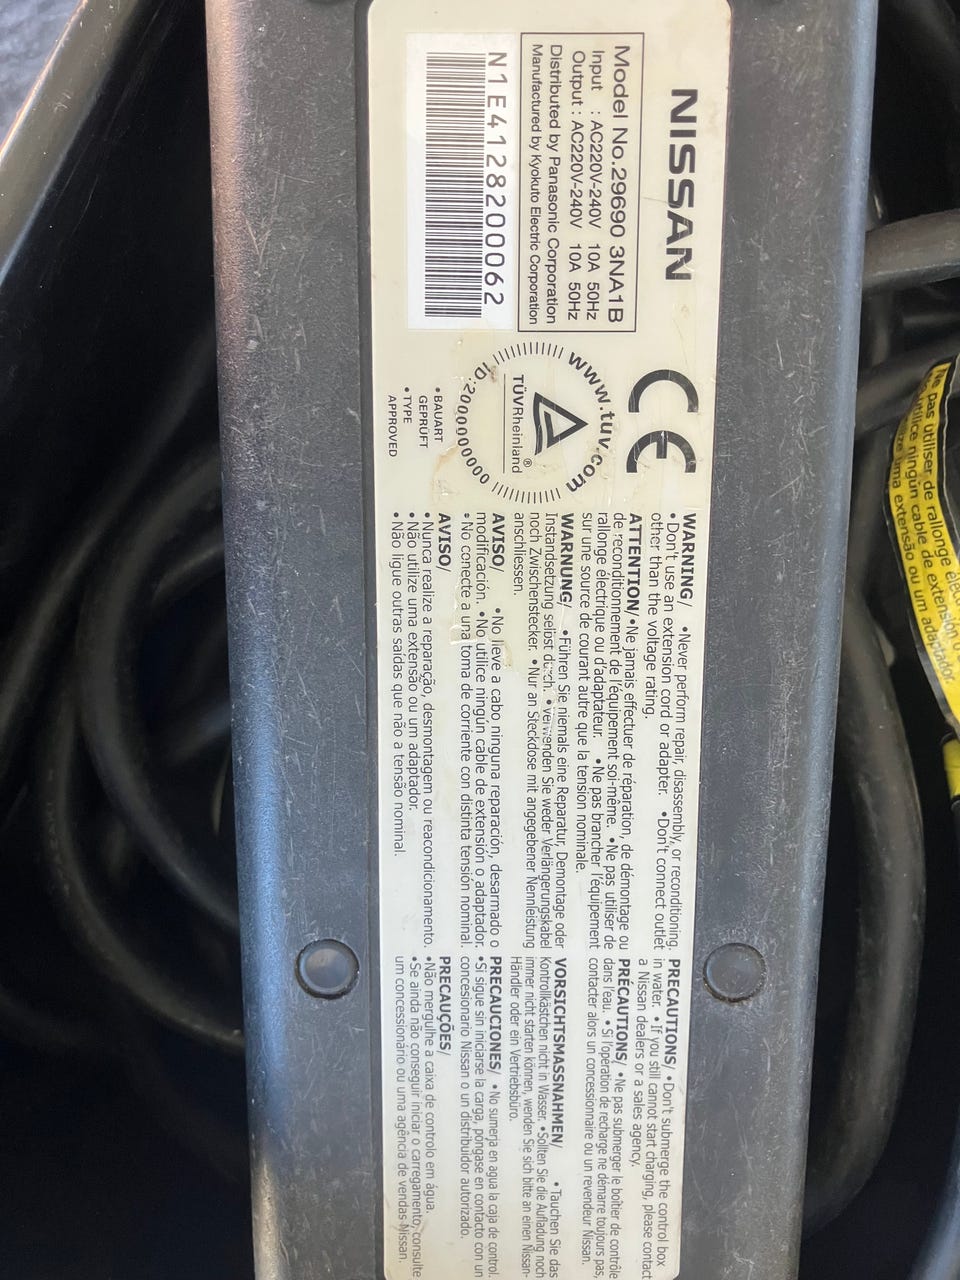 NISSAN
Model No.29690 3NA1B
Input : AC220V-240V 10A 50Hz
Output : AC220V-240V 10A 50Hz
Distributed by Panasonic Corporation
Manufactured by Kyokuto Electric Corporation
N1E4128200062
CE
www.tuv.com
TÜVRheinland®
ID:2000000000
• BAUART
GEPRÜFT
• TYPE
APPROVED
WARNING/ •Never perform repair, disassembly, or reconditioning.
•Don't use an extension cord or adapter. •Don't connect outlet
other than the voltage rating.
ATTENTION/•Ne jamais effectuer de réparation, de démontage ou
de reconditionnement de l'équipement soi-même. •Ne pas utiliser de
rallonge électrique ou d'adaptateur. •Ne pas brancher l'équipement
sur une source de courant autre que la tension nominale.
WARNUNG/ •Führen Sie niemals eine Reparatur, Demontage oder
Instandsetzung selbst durch. •Verwenden Sie weder Verlängerungskabel
noch Zwischenstecker. •Nur an Steckdose mit angegebener Nennleistung
anschliessen.
AVISO/ •No lleve a cabo ninguna reparación, desarmado o
modificación. •No utilice ningún cable de extensión o adaptador.
• No conecte a una toma de corriente con distinta tensión nominal.
AVISO/
• Nunca realize a reparação, desmontagem ou reacondicionamento.
• Não utilize uma extensão ou um adaptador.
• Não ligue outras saídas que não a tensão nominal.
PRECAUTIONS/ •Don't submerge the control box
in water. •If you still cannot start charging, please contact
a Nissan dealers or a sales agency.
PRÉCAUTIONS/ •Ne pas submerger le boîtier de contrôle
dans l'eau. •Si l'opération de recharge ne démarre toujours pas,
contacter alors un concessionnaire ou un revendeur Nissan.
VORSICHTSMASSNAHMEN/ •Tauchen Sie das
Kontrollkästchen nicht in Wasser. •Sollten Sie die Aufladung noch
immer nicht starten können, wenden Sie sich bitte an einen Nissan-
Händler oder ein Vertriebsbüro.
PRECAUCIONES/ •No sumerja en agua la caja de control.
•Si sigue sin iniciarse la carga, póngase en contacto con un
concesionario Nissan o un distribuidor autorizado.
PRECAUÇÕES/
•Não mergulhe a caixa de controlo em água.
•Se ainda não conseguir iniciar o carregamento, consulte
um concessionário ou uma agência de vendas Nissan.
Ne pas utiliser de rallonge
utilice ningún cable de extensión o
uma extensão ou um adaptador.